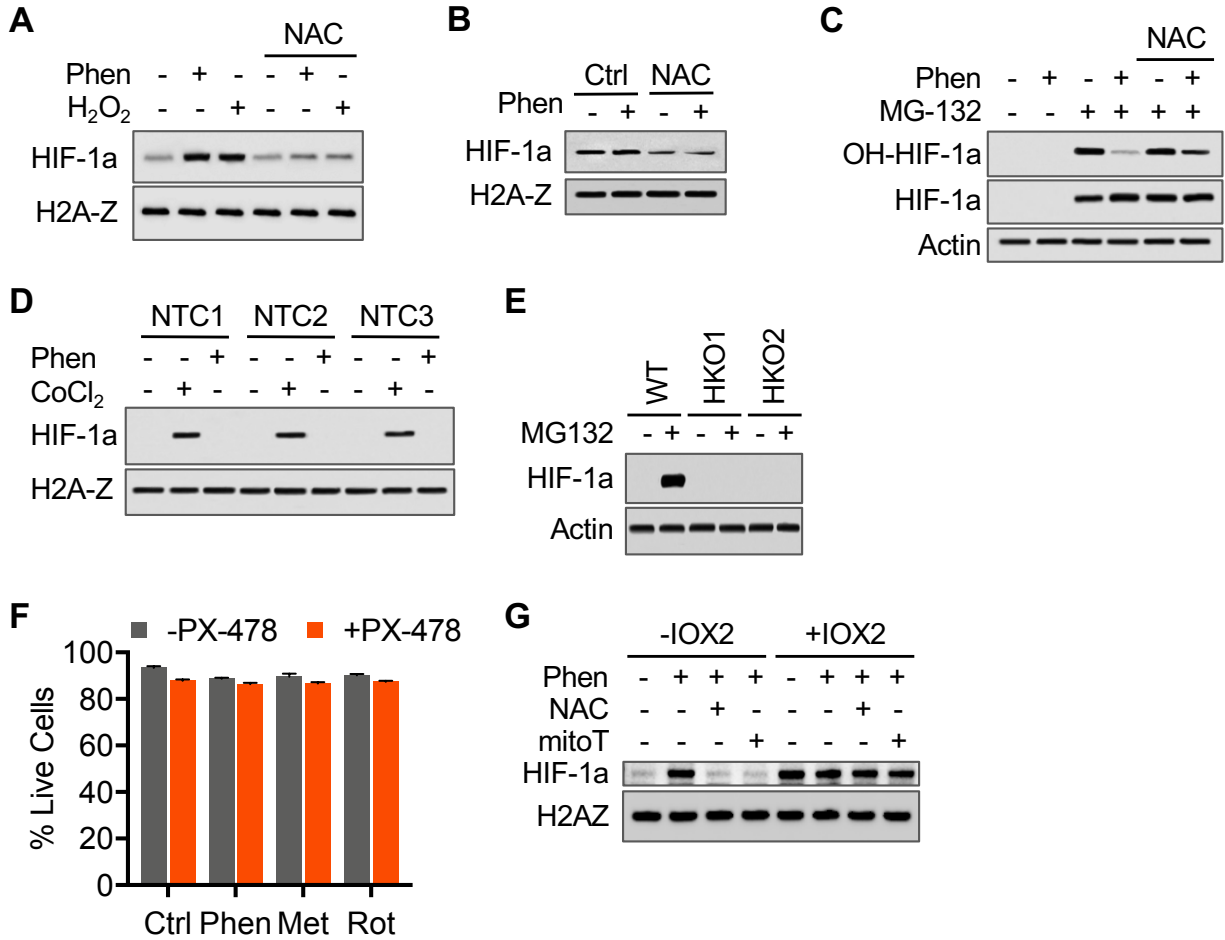 A
NAC
Phen - + - - + -
H2O2 - - + - - +
HIF-1a
H2A-Z
B
Ctrl NAC
Phen - + - +
HIF-1a
H2A-Z
C
NAC
Phen - + - + - +
MG-132 - - + + + +
OH-HIF-1a
HIF-1a
Actin
D
NTC1 NTC2 NTC3
Phen - - + - - + - - +
CoCl2 - + - - + - - + -
HIF-1a
H2A-Z
E
WT HKO1 HKO2
MG132 - + - + - +
HIF-1a
Actin
F
-PX-478 +PX-478
% Live Cells
100
80
60
40
20
0
Ctrl Phen Met Rot
G
-IOX2 +IOX2
Phen - + + + - + + +
NAC - - + - - - + -
mitoT - - - + - - - +
HIF-1a
H2AZ